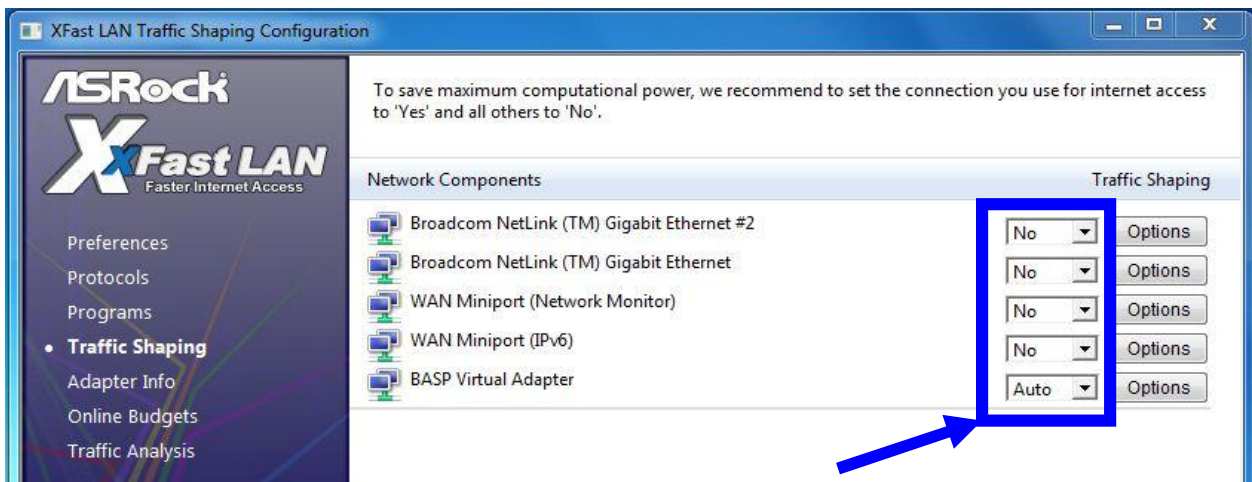 XFast LAN Traffic Shaping Configuration
ASRock
XFast LAN
Faster Internet Access
Preferences
Protocols
Programs
• Traffic Shaping
Adapter Info
Online Budgets
Traffic Analysis
To save maximum computational power, we recommend to set the connection you use for internet access
to 'Yes' and all others to 'No'.
Network Components Traffic Shaping
Broadcom NetLink (TM) Gigabit Ethernet #2 No Options
Broadcom NetLink (TM) Gigabit Ethernet No Options
WAN Miniport (Network Monitor) No Options
WAN Miniport (IPv6) No Options
BASP Virtual Adapter Auto Options